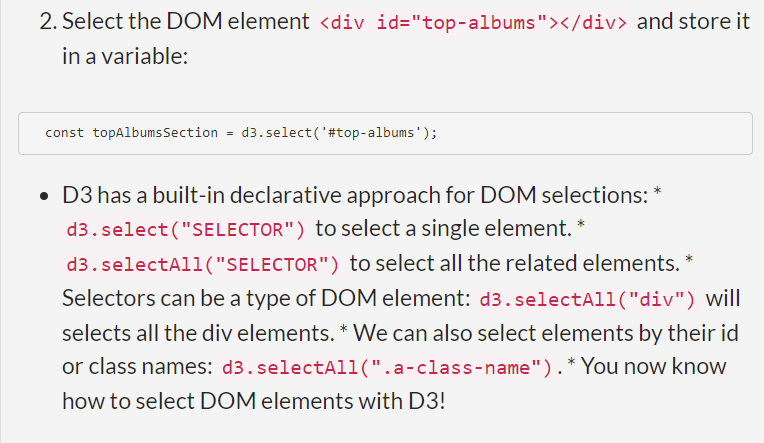 2. Select the DOM element <div id="top-albums"></div> and store it
in a variable:
const topAlbumsSection = d3.select('#top-albums');
• D3 has a built-in declarative approach for DOM selections: *
d3.select("SELECTOR") to select a single element. *
d3.selectAll("SELECTOR") to select all the related elements. *
Selectors can be a type of DOM element: d3.selectAll("div") will
selects all the div elements. * We can also select elements by their id
or class names: d3.selectAll(".a-class-name"). * You now know
how to select DOM elements with D3!